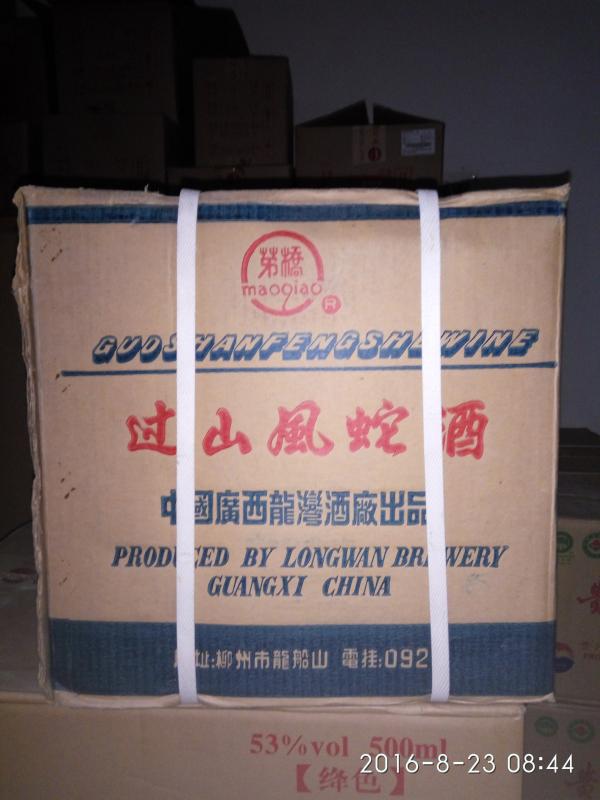 茅橋
maoqiao
R
GUOSHANFENGSHEWINE
过山風蛇酒
中國廣西龍灣酒廠出品
PRODUCED BY LONGWAN BREWERY
GUANGXI CHINA
址:柳州市龍船山 電挂:092
53%vol 500ml
【绛色】
2016-8-23 08:44